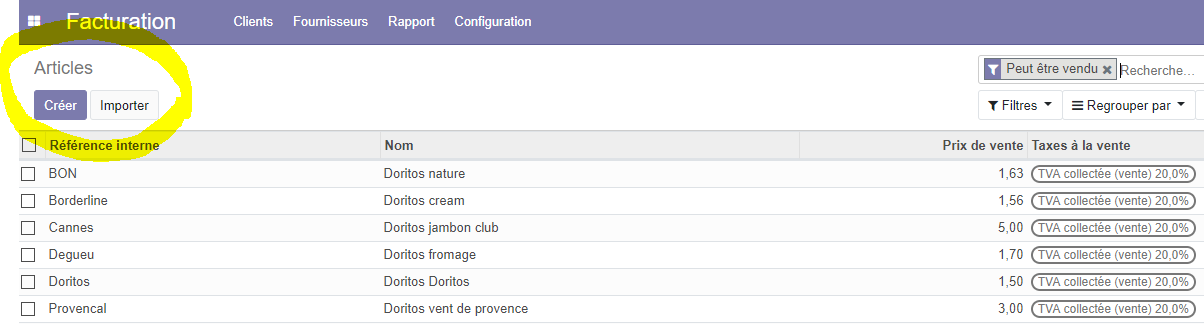 Facturation Clients Fournisseurs Rapport Configuration
Articles
Peut être vendu × Recherche...
Créer Importer
Filtres Regrouper par
Référence interne Nom Prix de vente Taxes à la vente
BON Doritos nature 1,63 TVA collectée (vente) 20,0%
Borderline Doritos cream 1,56 TVA collectée (vente) 20,0%
Cannes Doritos jambon club 5,00 TVA collectée (vente) 20,0%
Degueu Doritos fromage 1,70 TVA collectée (vente) 20,0%
Doritos Doritos Doritos 1,50 TVA collectée (vente) 20,0%
Provencal Doritos vent de provence 3,00 TVA collectée (vente) 20,0%